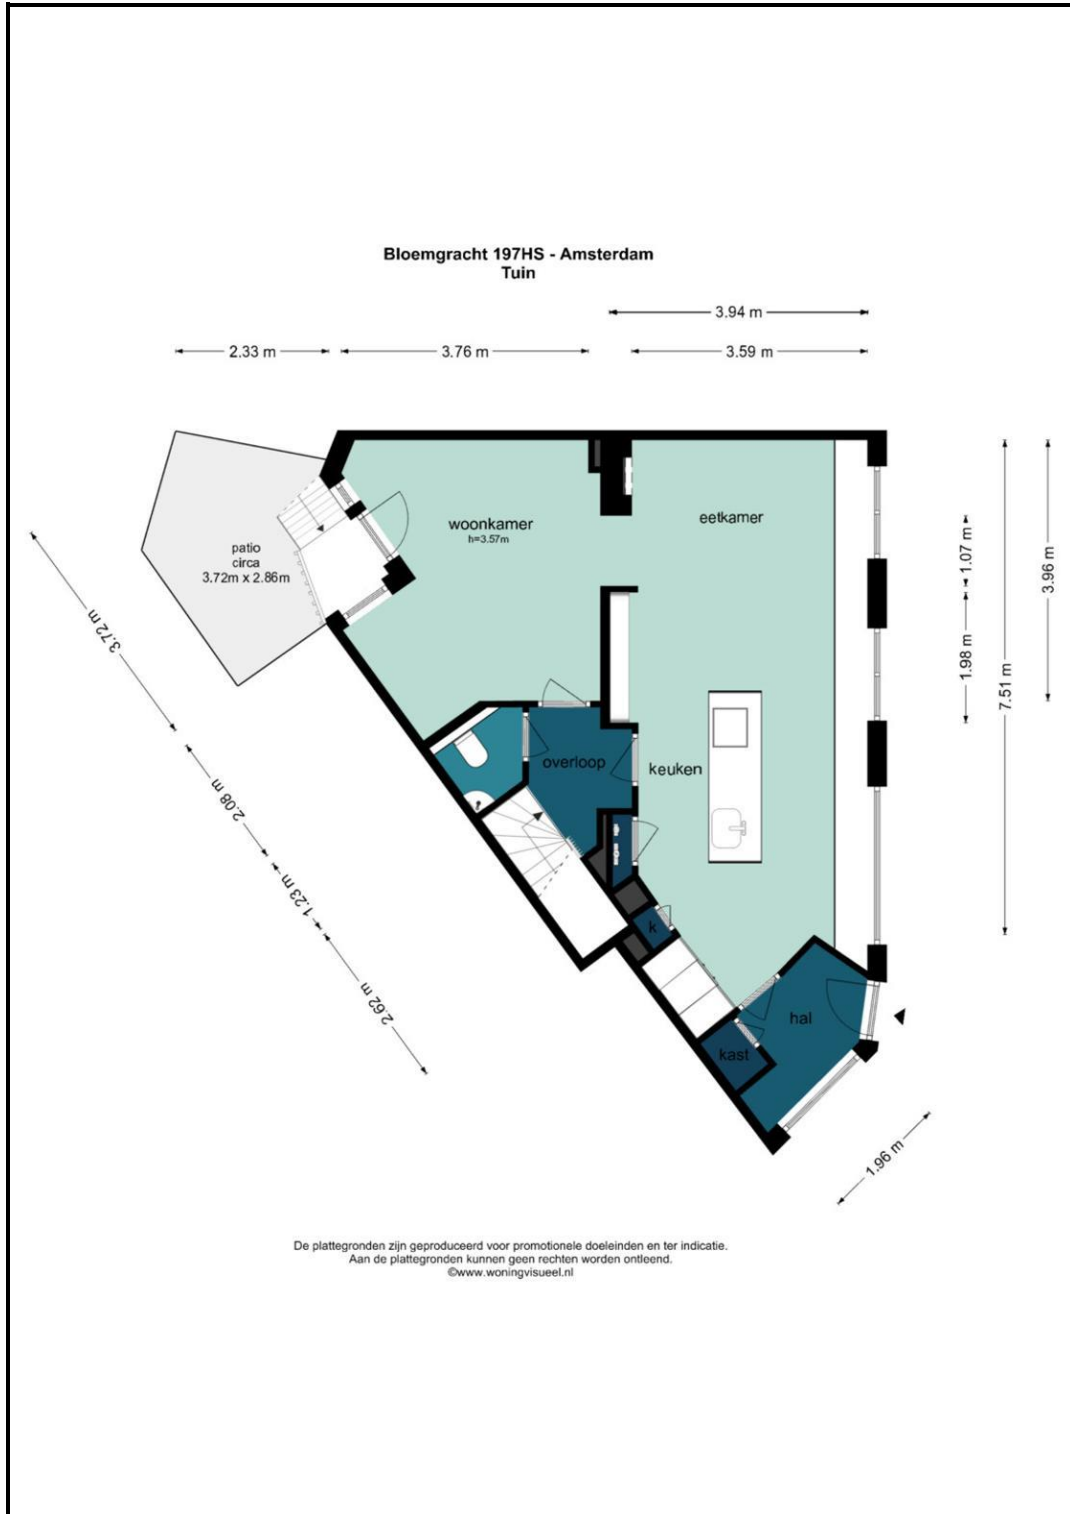 Bloemgracht 197HS - Amsterdam
Tuin
3.94 m
2.33 m
3.76 m
3.59 m
woonkamer
h=3.57m
eetkamer
patio
circa
3.72m x 2.86m
1.07 m
3.96 m
3.72 m
1.98 m
7.51 m
overloop
keuken
2.08 m
1.23 m
k
2.62 m
hal
kast
1.96 m
De plattegronden zijn geproduceerd voor promotionele doeleinden en ter indicatie.
Aan de plattegronden kunnen geen rechten worden ontleend.
©www.woningvisueel.nl